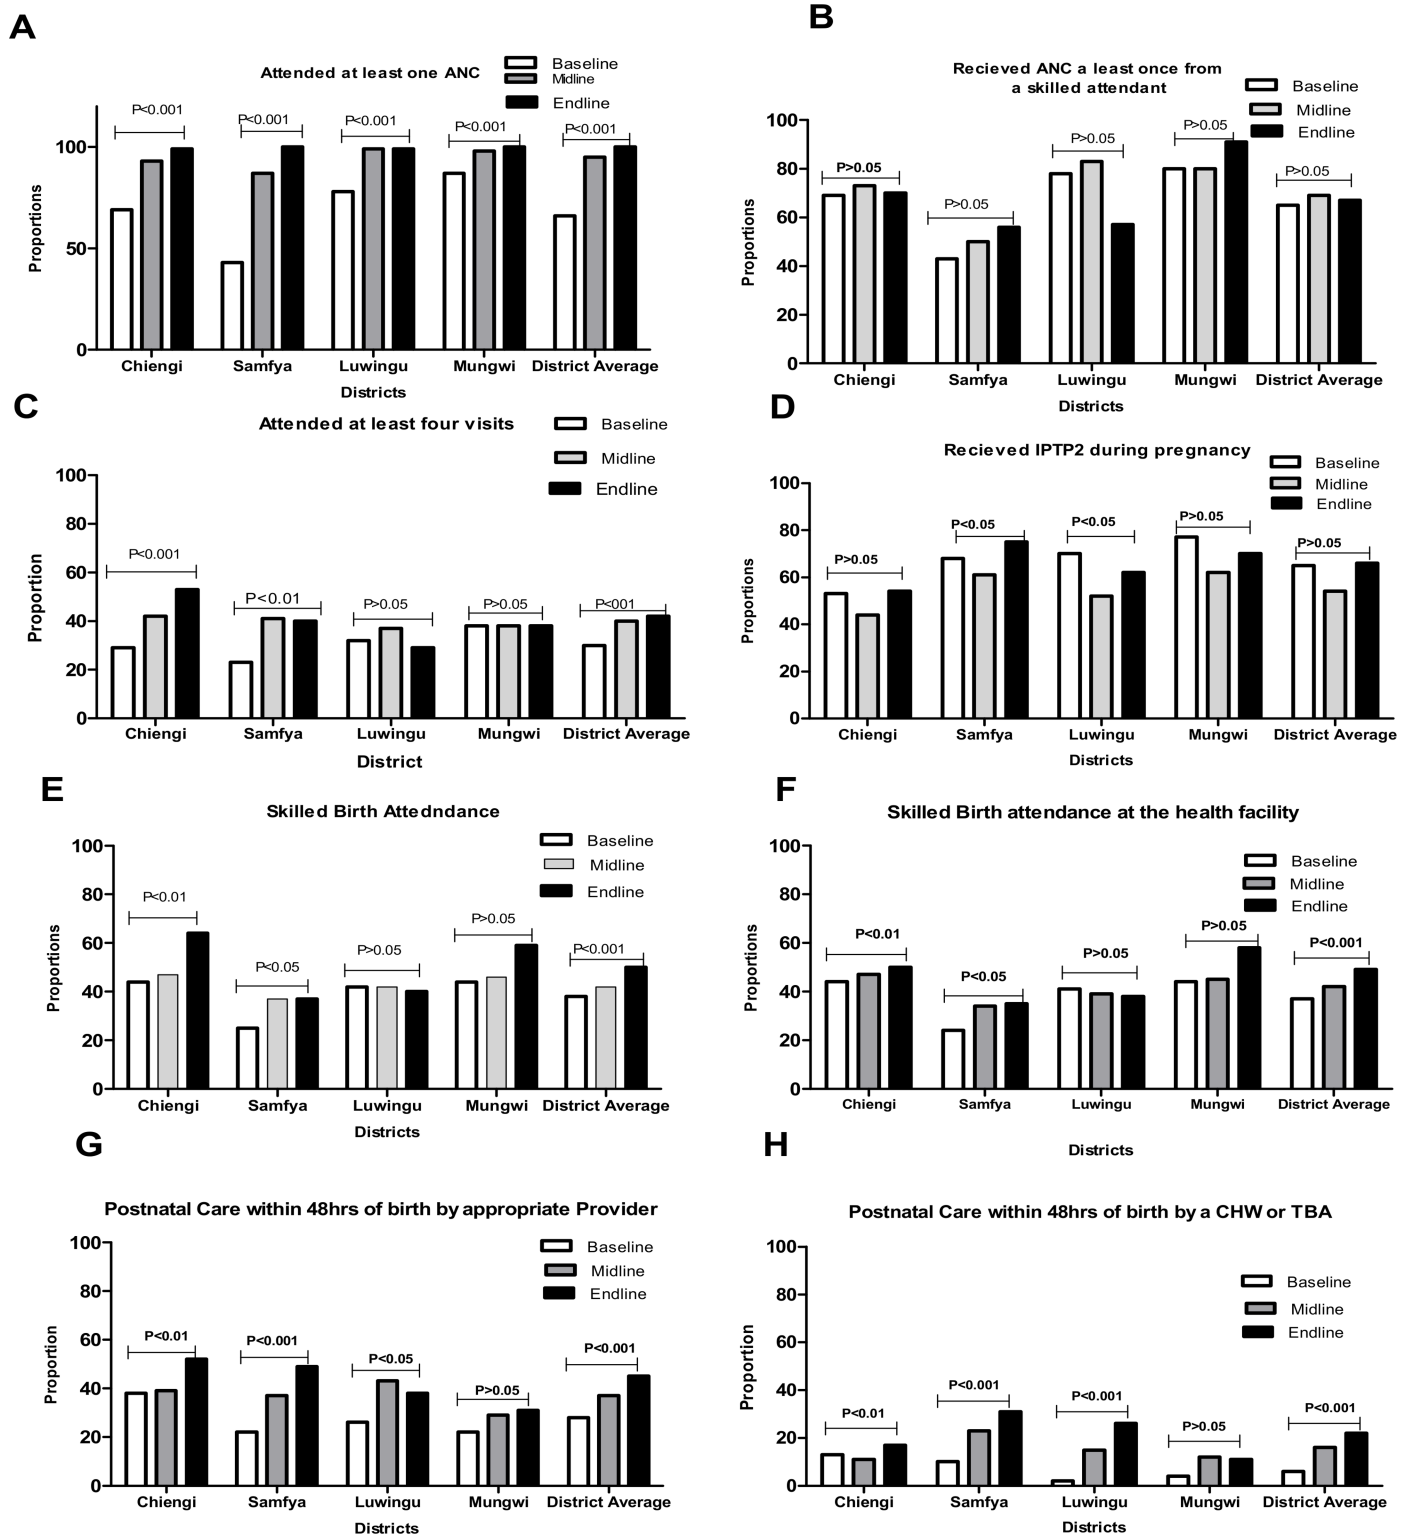 A
Attended at least one ANC
Baseline
Midline
Endline
P<0.001
P<0.001
P<0.001
P<0.001
P<0.001
100
50
0
Proportions
Chiengi
Samfya
Luwingu
Mungwi
District Average
Districts
B
Recieved ANC a least once from
a skilled attendant
Baseline
Midline
Endline
P>0.05
P>0.05
P>0.05
P>0.05
P>0.05
100
80
60
40
20
0
Proportions
Chiengi
Samfya
Luwingu
Mungwi
District Average
Districts
C
Attended at least four visits
Baseline
Midline
Endline
P<0.001
P<0.01
P>0.05
P>0.05
P<001
100
80
60
40
20
0
Proportion
Chiengi
Samfya
Luwingu
Mungwi
District Average
District
D
Recieved IPTP2 during pregnancy
Baseline
Midline
Endline
P>0.05
P<0.05
P<0.05
P>0.05
P>0.05
100
80
60
40
20
0
Proportions
Chiengi
Samfya
Luwingu
Mungwi
District Average
Districts
E
Skilled Birth Attedndance
Baseline
Midline
Endline
P<0.01
P<0.05
P>0.05
P>0.05
P<0.001
100
80
60
40
20
0
Proportions
Chiengi
Samfya
Luwingu
Mungwi
District Average
Districts
F
Skilled Birth attendance at the health facility
Baseline
Midline
Endline
P<0.01
P<0.05
P>0.05
P>0.05
P<0.001
100
80
60
40
20
0
Proportions
Chiengi
Samfya
Luwingu
Mungwi
District Average
Districts
G
Postnatal Care within 48hrs of birth by appropriate Provider
Baseline
Midline
Endline
P<0.01
P<0.001
P<0.05
P>0.05
P<0.001
100
80
60
40
20
0
Proportion
Chiengi
Samfya
Luwingu
Mungwi
District Average
Districts
H
Postnatal Care within 48hrs of birth by a CHW or TBA
Baseline
Midline
Endline
P<0.01
P<0.001
P<0.001
P>0.05
P<0.001
100
80
60
40
20
0
Proportion
Chiengi
Samfya
Luwingu
Mungwi
District Average
Districts